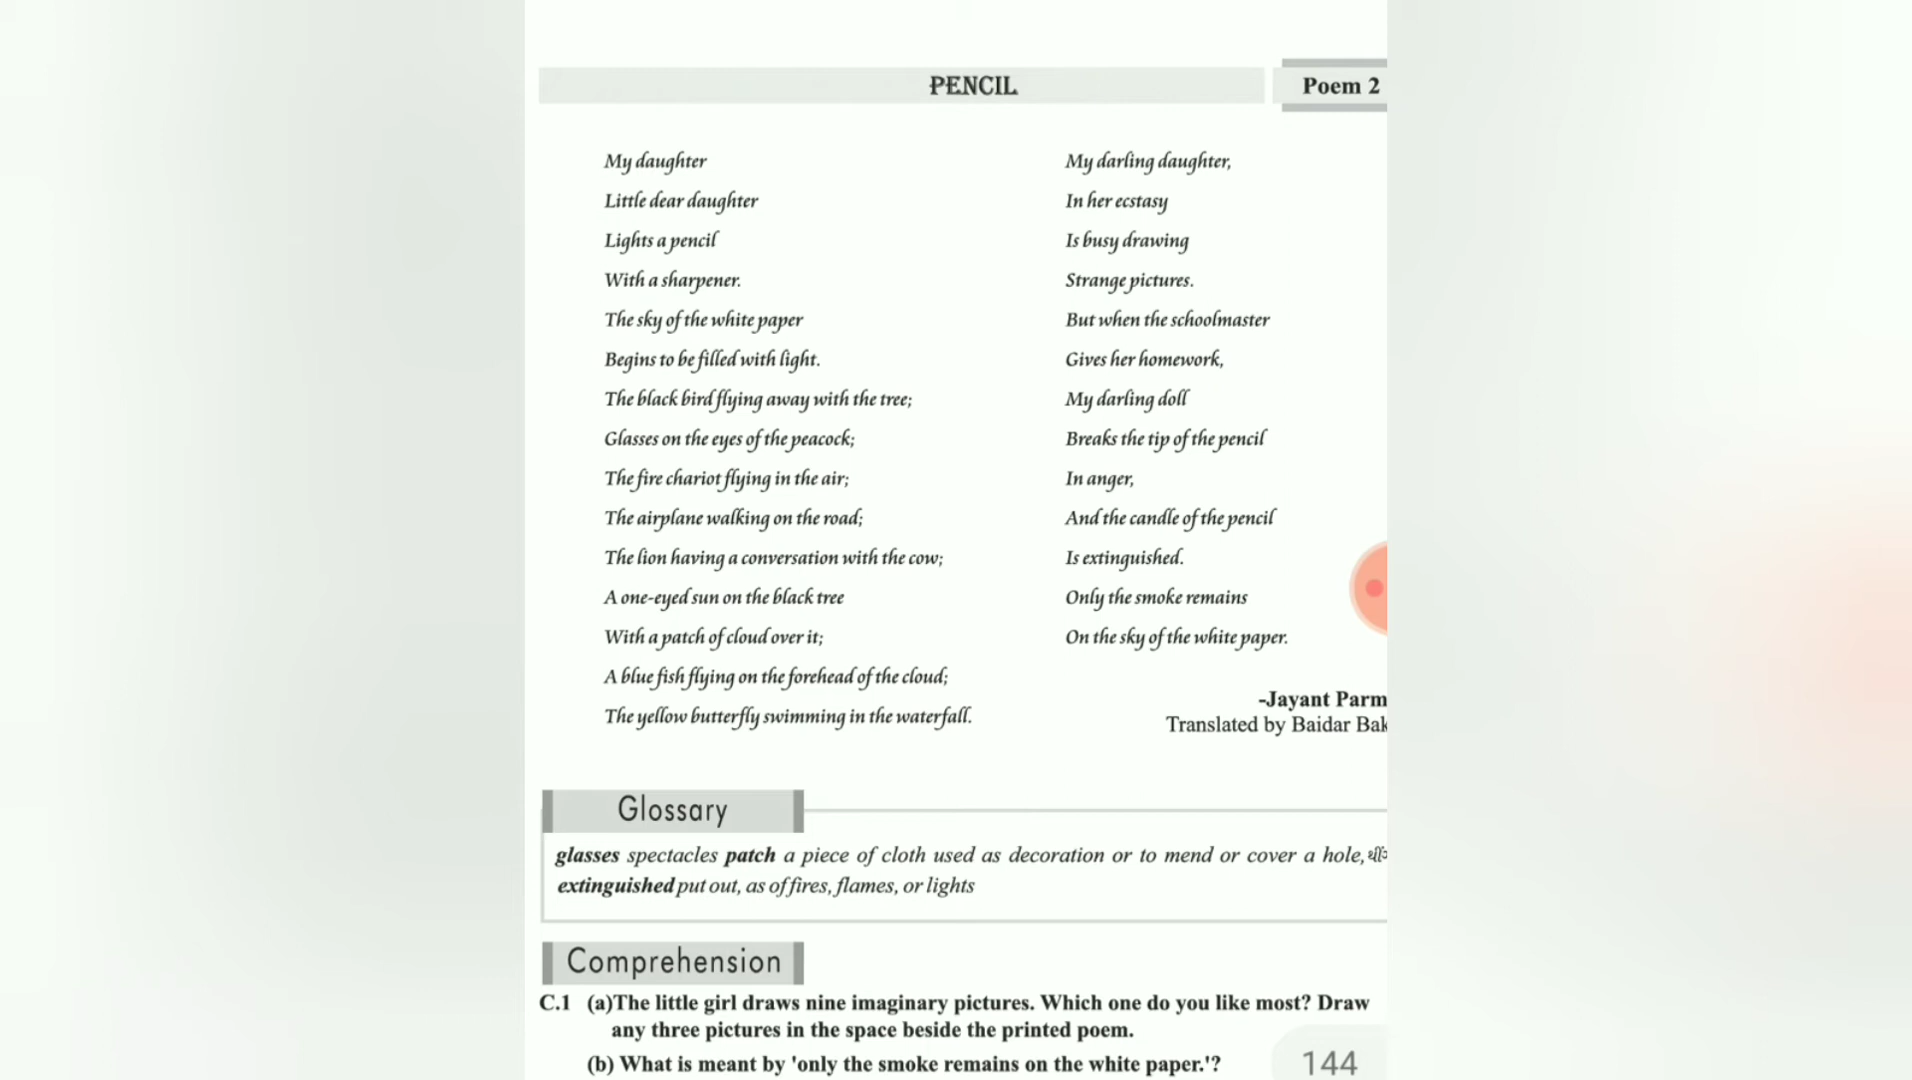 PENCIL
Poem 2
My daughter
Little dear daughter
Lights a pencil
With a sharpener.
The sky of the white paper
Begins to be filled with light.
The black bird flying away with the tree;
Glasses on the eyes of the peacock;
The fire chariot flying in the air;
The airplane walking on the road;
The lion having a conversation with the cow;
A one-eyed sun on the black tree
With a patch of cloud over it;
A blue fish flying on the forehead of the cloud;
The yellow butterfly swimming in the waterfall.
My darling daughter,
In her ecstasy
Is busy drawing
Strange pictures.
But when the schoolmaster
Gives her homework,
My darling doll
Breaks the tip of the pencil
In anger,
And the candle of the pencil
Is extinguished.
Only the smoke remains
On the sky of the white paper.
-Jayant Parm
Translated by Baidar Bak
Glossary
glasses spectacles patch a piece of cloth used as decoration or to mend or cover a hole,
extinguished put out, as of fires, flames, or lights
Comprehension
C.1 (a)The little girl draws nine imaginary pictures. Which one do you like most? Draw
any three pictures in the space beside the printed poem.
(b) What is meant by 'only the smoke remains on the white paper.'?
144